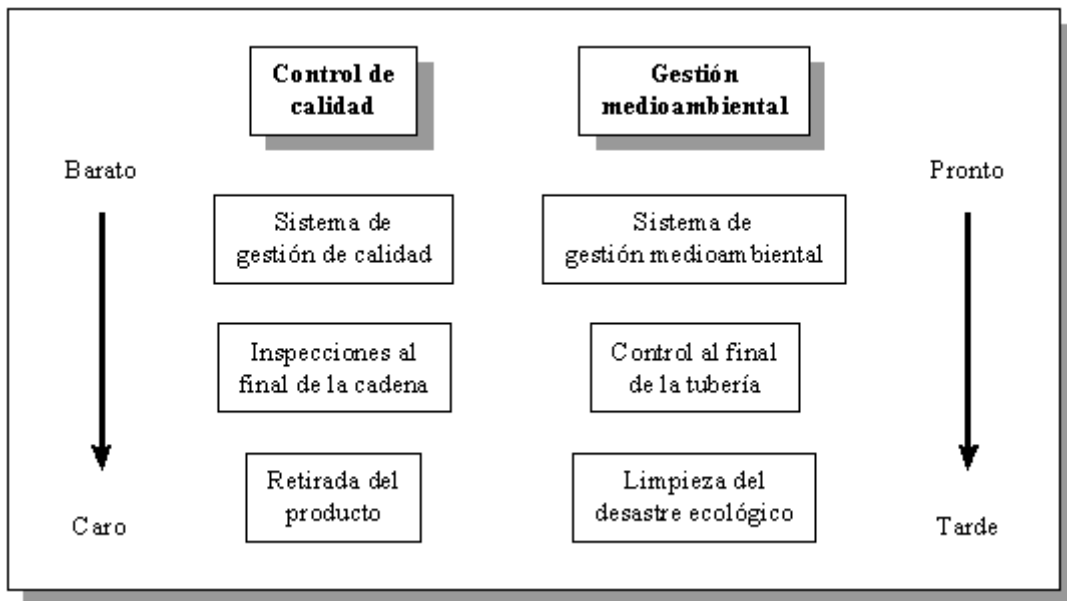 Control de
calidad
Gestión
medioambiental
Barato
Pronto
Sistema de
gestión de calidad
Sistema de
gestión medioambiental
Inspecciones al
final de la cadena
Control al final
de la tubería
Retirada del
producto
Limpieza del
desastre ecológico
Caro
Tarde